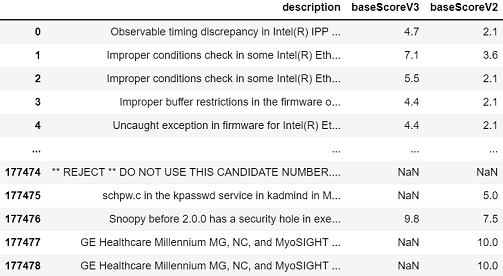 description baseScoreV3 baseScoreV2
0 Observable timing discrepancy in Intel(R) IPP ... 4.7 2.1
1 Improper conditions check in some Intel(R) Eth... 7.1 3.6
2 Improper conditions check in some Intel(R) Eth... 5.5 2.1
3 Improper buffer restrictions in the firmware o... 4.4 2.1
4 Uncaught exception in firmware for Intel(R) Et... 4.4 2.1
... ... ... ...
177474 ** REJECT ** DO NOT USE THIS CANDIDATE NUMBER.... NaN NaN
177475 schpw.c in the kpasswd service in kadmind in M... NaN 5.0
177476 Snoopy before 2.0.0 has a security hole in exe... 9.8 7.5
177477 GE Healthcare Millennium MG, NC, and MyoSIGHT ... NaN 10.0
177478 GE Healthcare Millennium MG, NC, and MyoSIGHT ... NaN 10.0